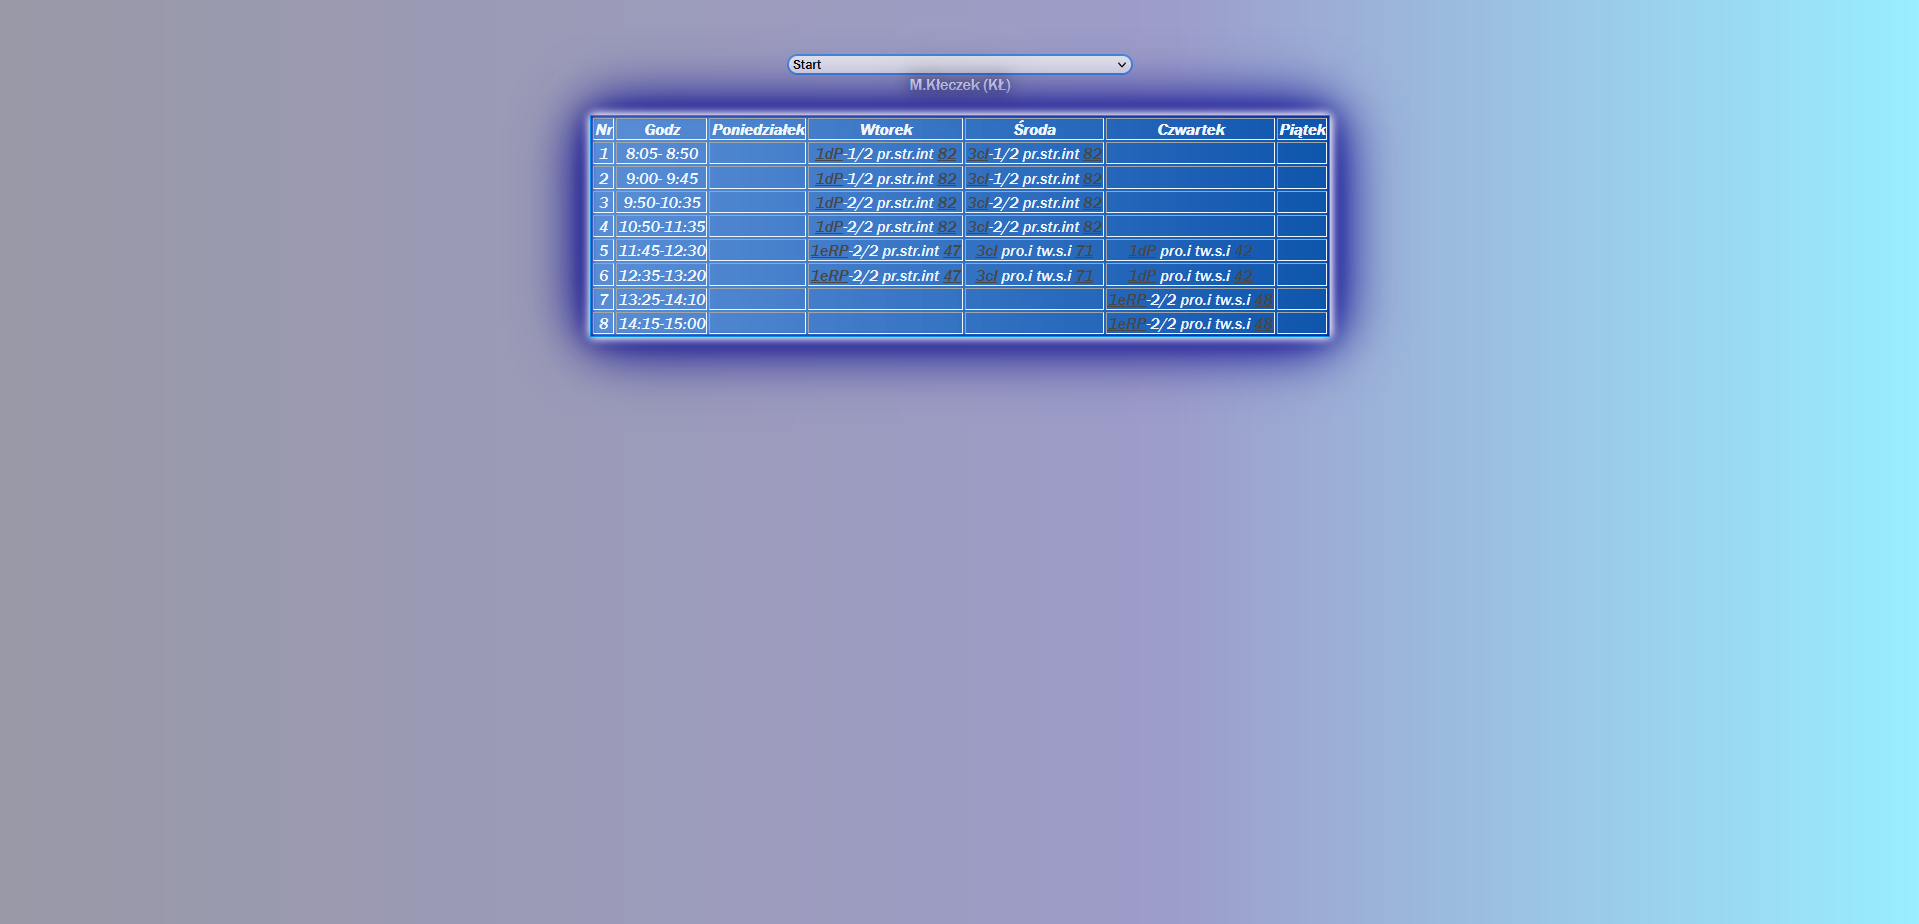 Start
M.Kłeczek (KŁ)
Nr Godz Poniedziałek Wtorek Środa Czwartek Piątek
1 8:05- 8:50 1dP-1/2 pr.str.int 82 3cI-1/2 pr.str.int 82
2 9:00- 9:45 1dP-1/2 pr.str.int 82 3cI-1/2 pr.str.int 82
3 9:50-10:35 1dP-2/2 pr.str.int 82 3cI-2/2 pr.str.int 82
4 10:50-11:35 1dP-2/2 pr.str.int 82 3cI-2/2 pr.str.int 82
5 11:45-12:30 1eRP-2/2 pr.str.int 47 3cI pro.i tw.s.i 71 1dP pro.i tw.s.i 42
6 12:35-13:20 1eRP-2/2 pr.str.int 47 3cI pro.i tw.s.i 71 1dP pro.i tw.s.i 42
7 13:25-14:10 1eRP-2/2 pro.i tw.s.i 48
8 14:15-15:00 1eRP-2/2 pro.i tw.s.i 48